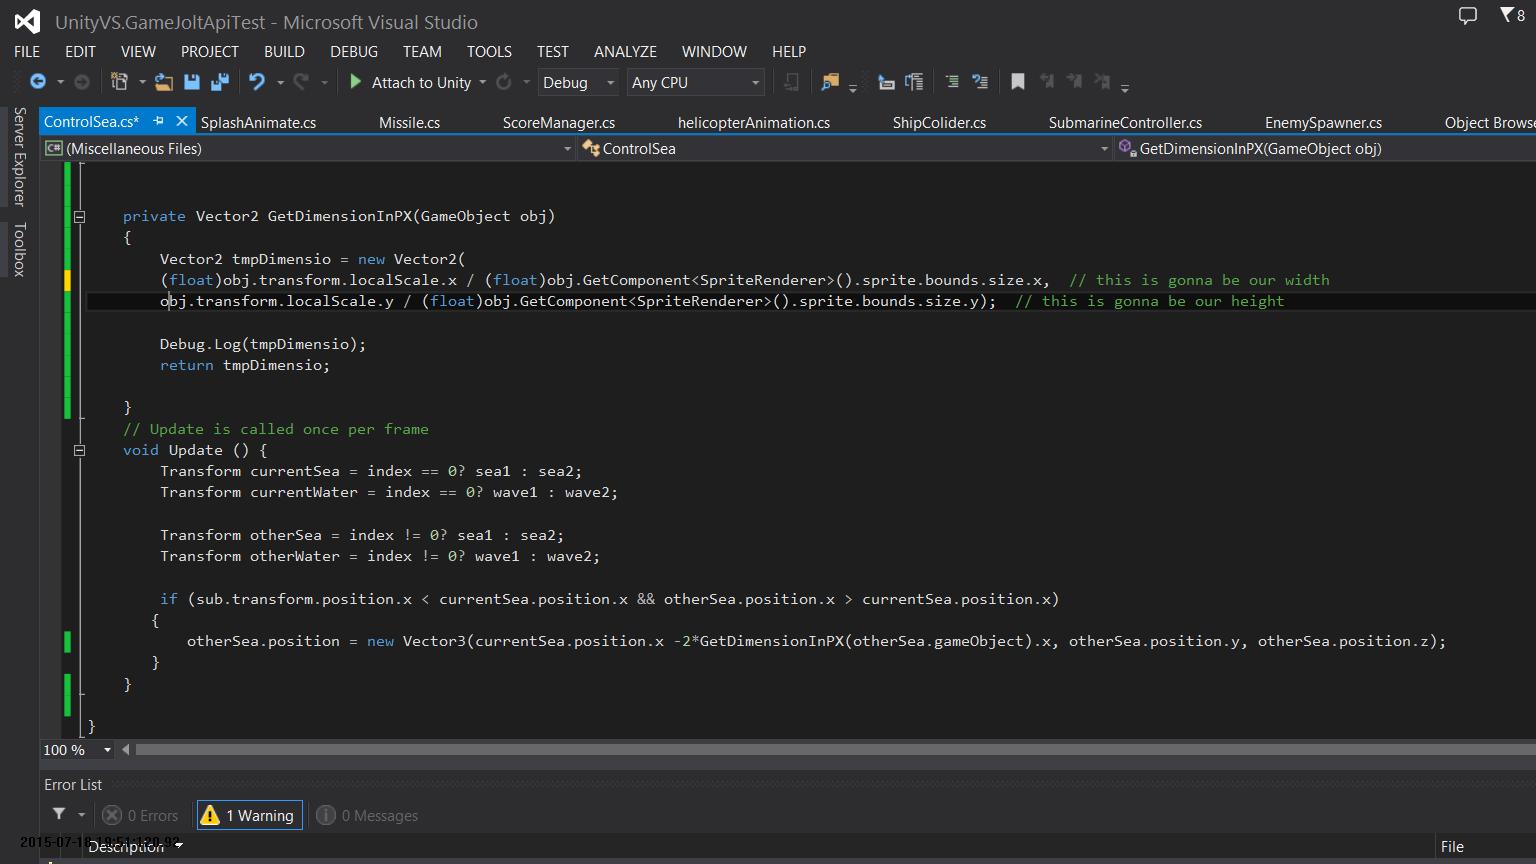 UnityVS.GameJoltApiTest - Microsoft Visual Studio
8
FILE EDIT VIEW PROJECT BUILD DEBUG TEAM TOOLS TEST ANALYZE WINDOW HELP
Attach to Unity Debug Any CPU
Server Explorer
Toolbox
ControlSea.cs* SplashAnimate.cs Missile.cs ScoreManager.cs helicopterAnimation.cs ShipColider.cs SubmarineController.cs EnemySpawner.cs Object Browse
C# (Miscellaneous Files) ControlSea GetDimensionInPX(GameObject obj)
private Vector2 GetDimensionInPX(GameObject obj)
{
Vector2 tmpDimensio = new Vector2(
(float)obj.transform.localScale.x / (float)obj.GetComponent<SpriteRenderer>().sprite.bounds.size.x,  // this is gonna be our width
obj.transform.localScale.y / (float)obj.GetComponent<SpriteRenderer>().sprite.bounds.size.y);  // this is gonna be our height
Debug.Log(tmpDimensio);
return tmpDimensio;
}
// Update is called once per frame
void Update () {
Transform currentSea = index == 0? sea1 : sea2;
Transform currentWater = index == 0? wave1 : wave2;
Transform otherSea = index != 0? sea1 : sea2;
Transform otherWater = index != 0? wave1 : wave2;
if (sub.transform.position.x < currentSea.position.x && otherSea.position.x > currentSea.position.x)
{
otherSea.position = new Vector3(currentSea.position.x -2*GetDimensionInPX(otherSea.gameObject).x, otherSea.position.y, otherSea.position.z);
}
}
}
100 %
Error List
0 Errors 1 Warning 0 Messages
Description File